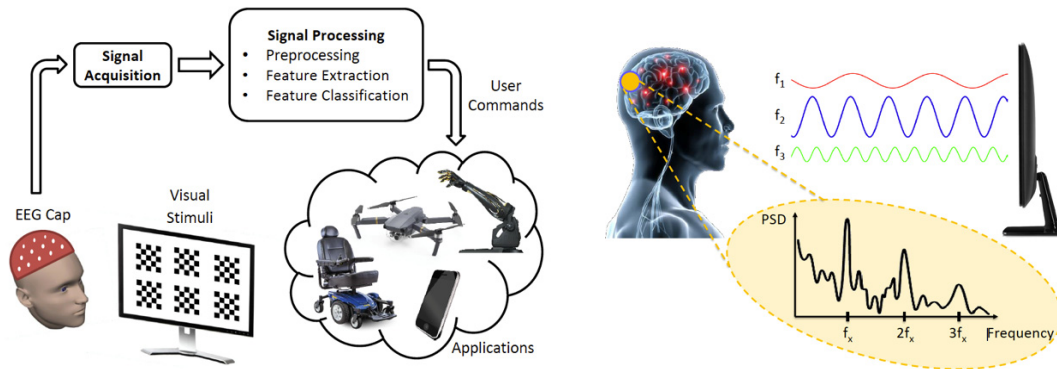 Signal
Acquisition
Signal Processing
• Preprocessing
• Feature Extraction
• Feature Classification
User
Commands
EEG Cap
Visual
Stimuli
Applications
f₁
f₂
f₃
PSD
fₓ
2fₓ
3fₓ
Frequency